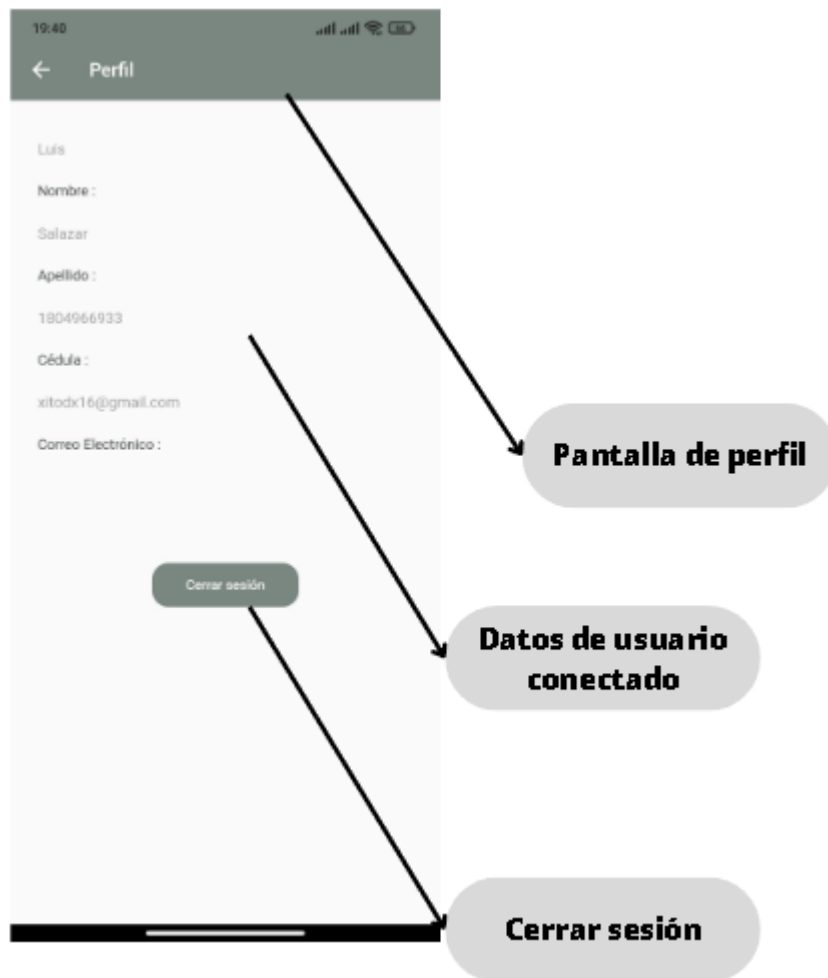 19:40
Perfil
Luis
Nombre :
Salazar
Apellido :
1804966933
Cédula :
xitodx16@gmail.com
Correo Electrónico :
Cerrar sesión
Pantalla de perfil
Datos de usuario
conectado
Cerrar sesión